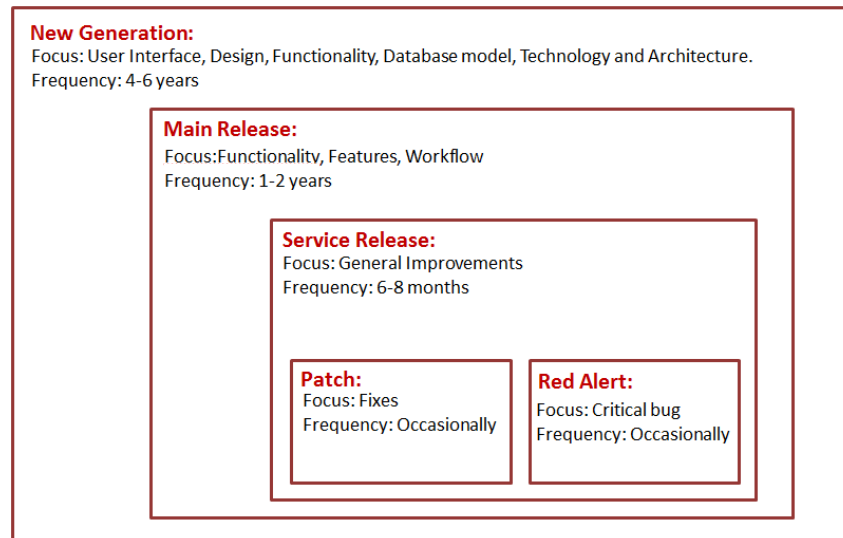 New Generation:
Focus: User Interface, Design, Functionality, Database model, Technology and Architecture.
Frequency: 4-6 years
Main Release:
Focus:Functionality, Features, Workflow
Frequency: 1-2 years
Service Release:
Focus: General Improvements
Frequency: 6-8 months
Patch:
Focus: Fixes
Frequency: Occasionally
Red Alert:
Focus: Critical bug
Frequency: Occasionally